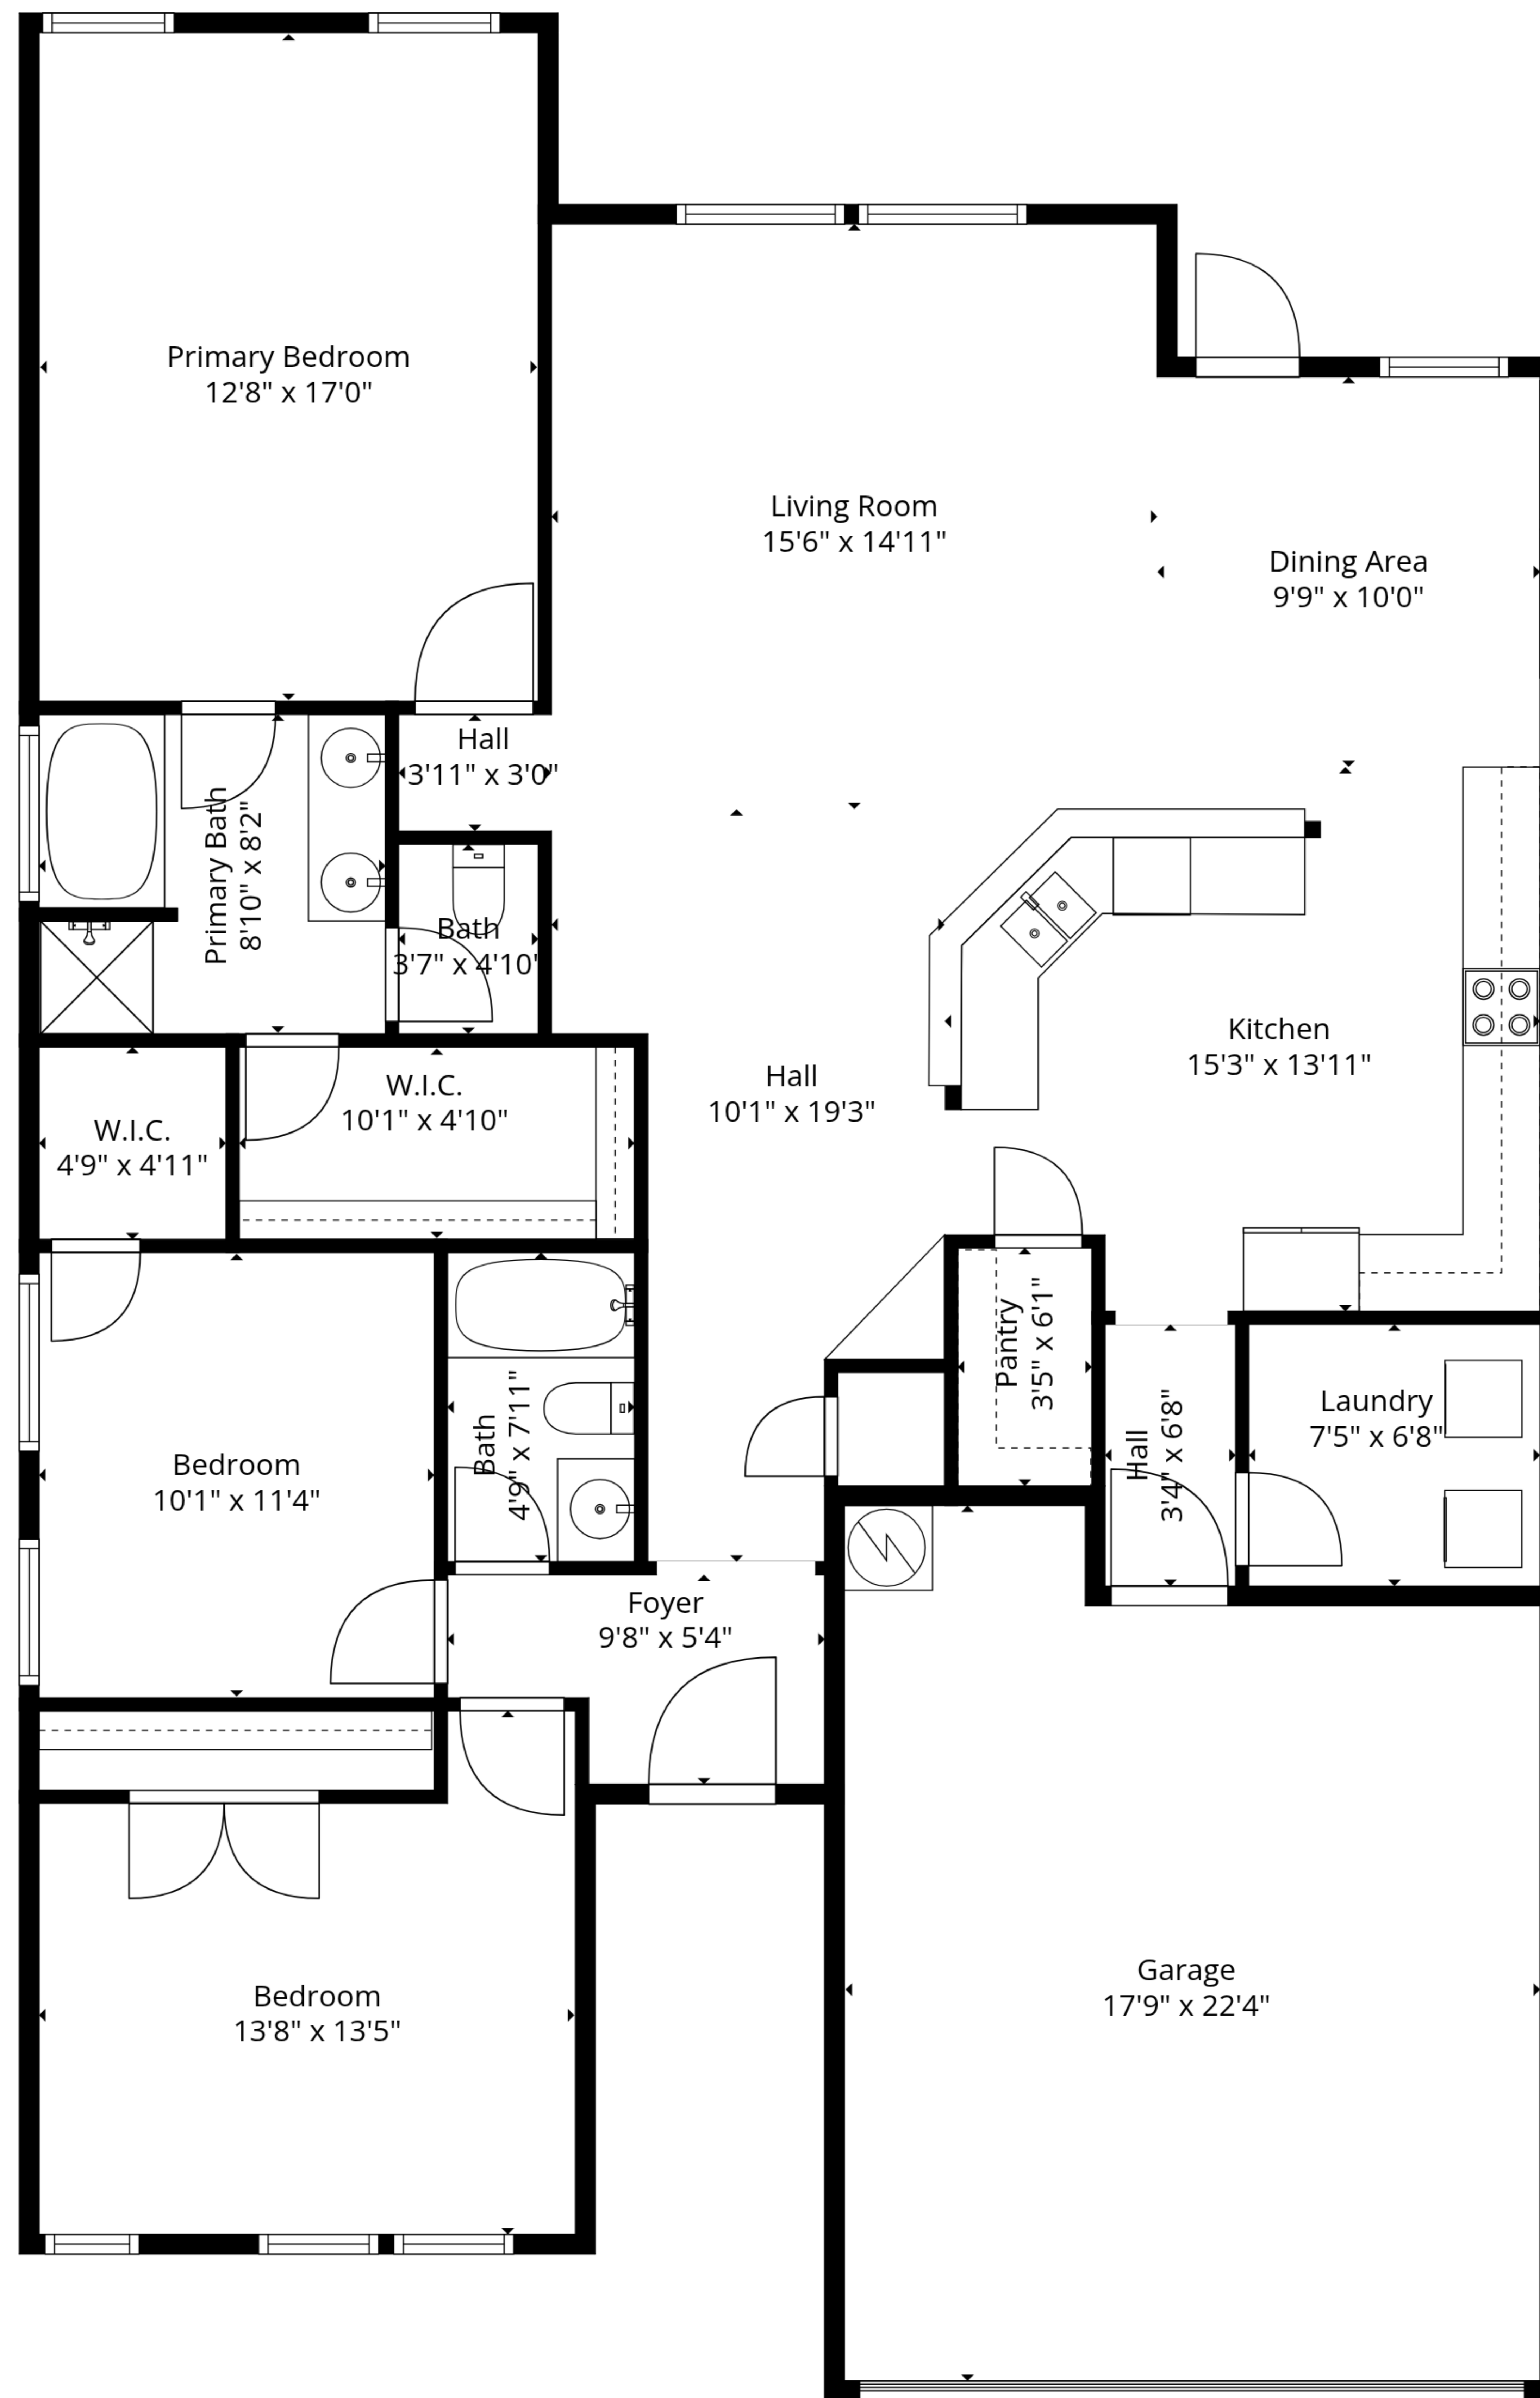 Primary Bedroom
12'8" x 17'0"
Living Room
15'6" x 14'11"
Dining Area
9'9" x 10'0"
Hall
3'11" x 3'0"
Primary Bath
8'10" x 8'2"
Bath
3'7" x 4'10"
Kitchen
15'3" x 13'11"
Hall
10'1" x 19'3"
W.I.C.
10'1" x 4'10"
W.I.C.
4'9" x 4'11"
Pantry
3'5" x 6'1"
Hall
3'4" x 6'8"
Laundry
7'5" x 6'8"
Bath
4'9" x 7'11"
Bedroom
10'1" x 11'4"
Foyer
9'8" x 5'4"
Garage
17'9" x 22'4"
Bedroom
13'8" x 13'5"